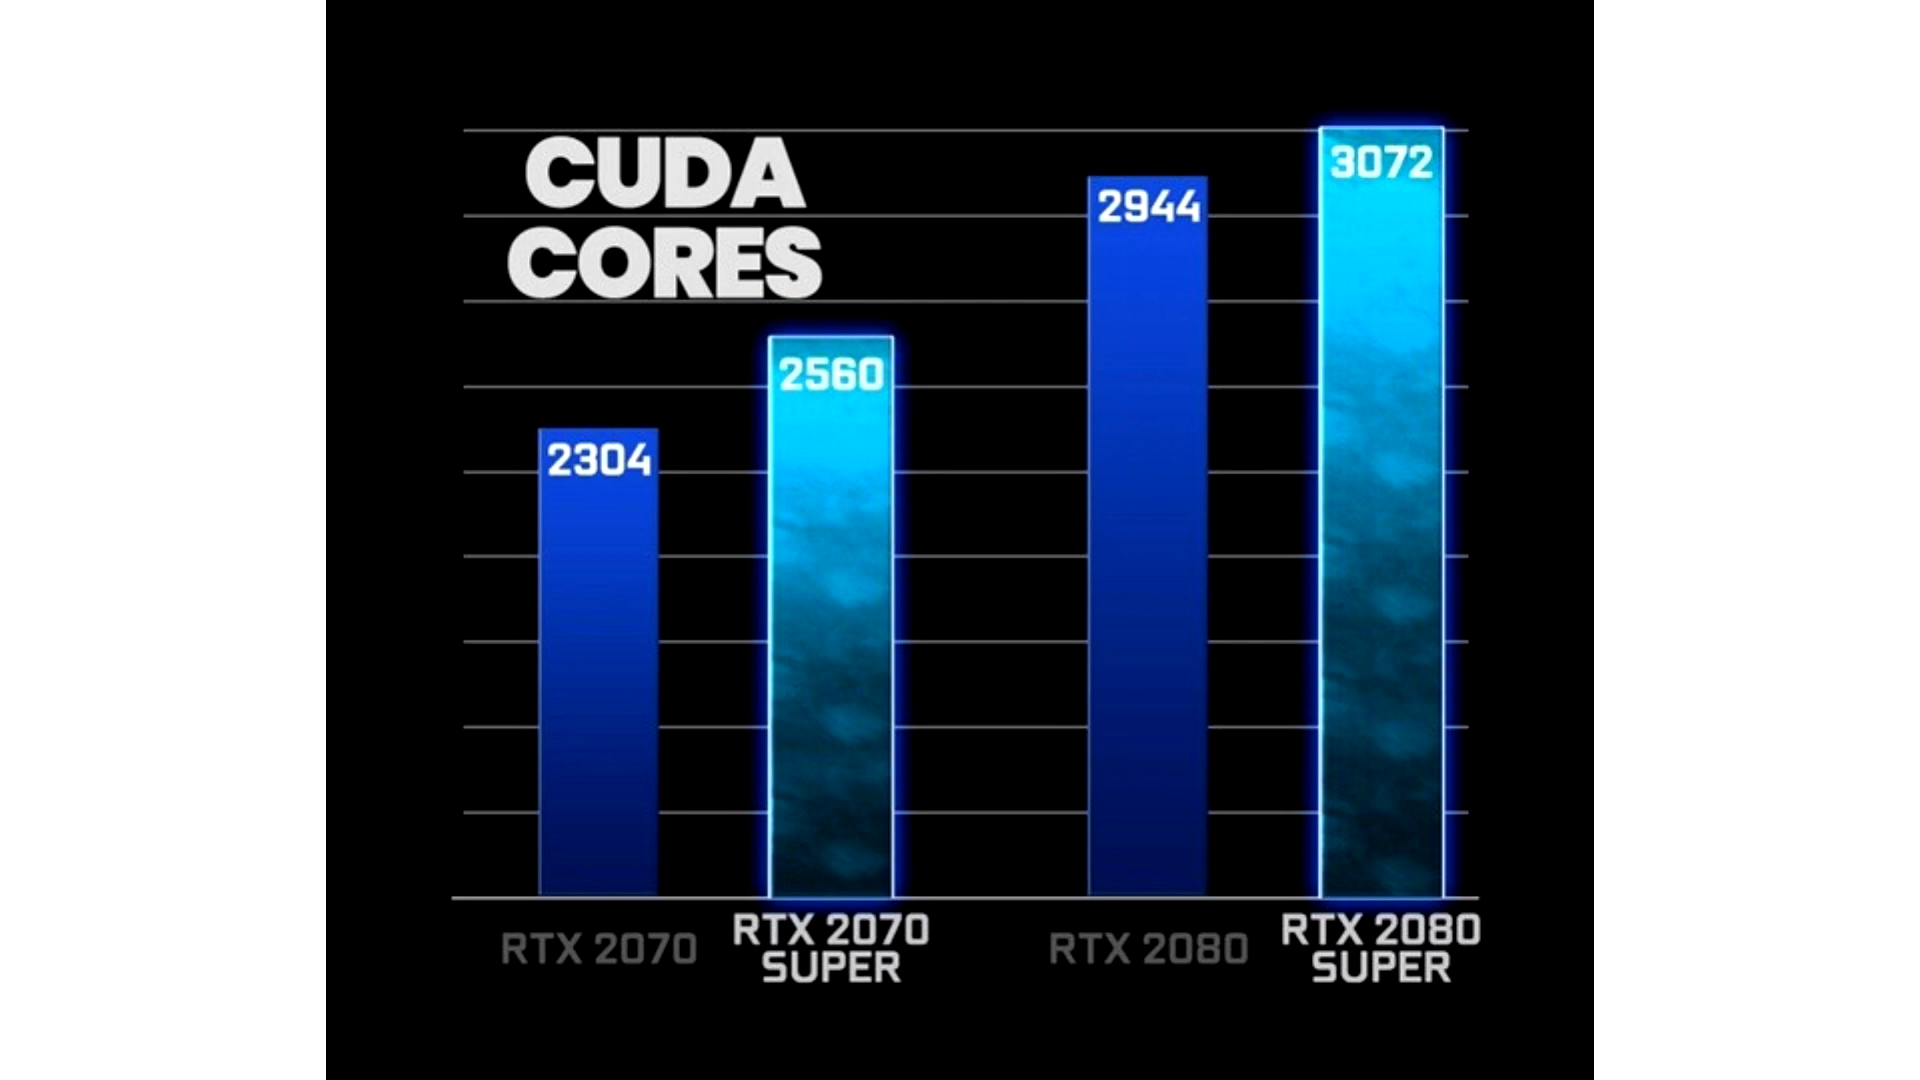 CUDA
CORES
2304
2560
2944
3072
RTX 2070
RTX 2070
SUPER
RTX 2080
RTX 2080
SUPER